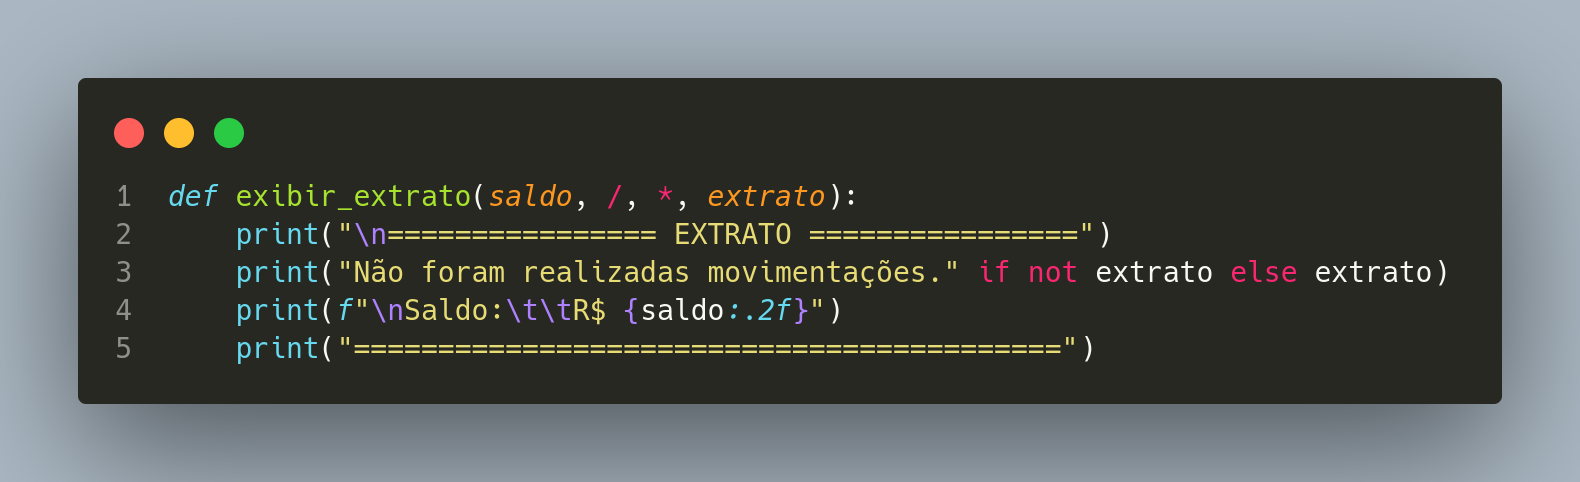 1 def exibir_extrato(saldo, /, *, extrato):
2     print("\n================ EXTRATO ================")
3     print("Não foram realizadas movimentações." if not extrato else extrato)
4     print(f"\nSaldo:\t\tR$ {saldo:.2f}")
5     print("==========================================")